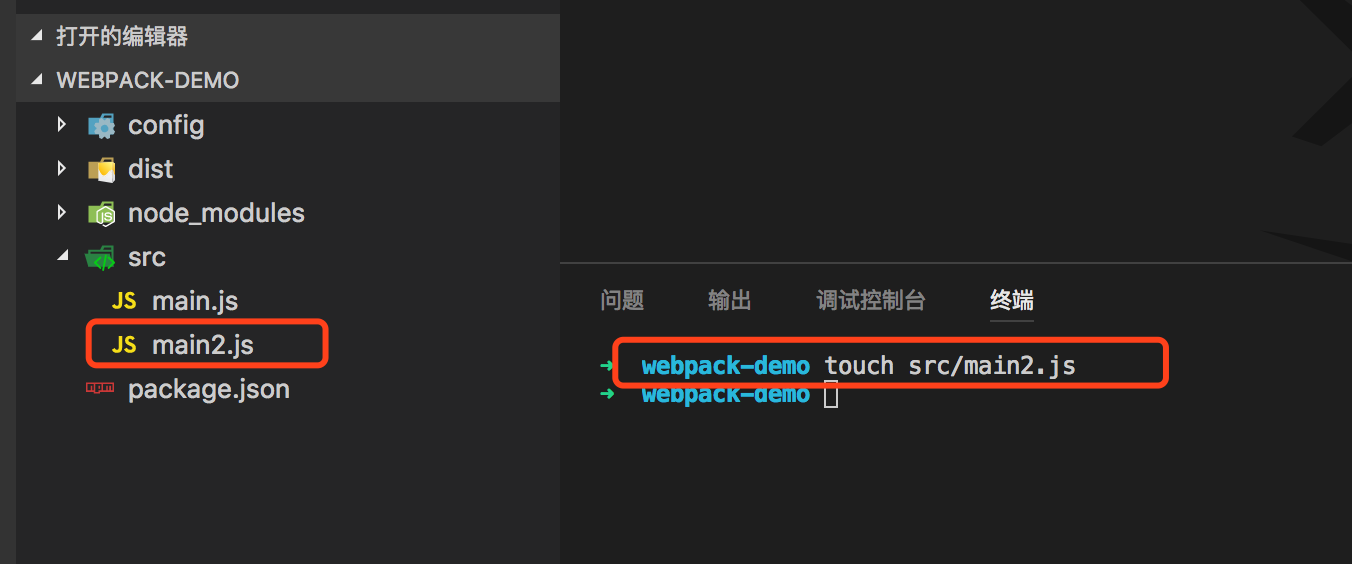 打开的编辑器
WEBPACK-DEMO
config
dist
node_modules
src
JS main.js
JS main2.js
package.json
问题 输出 调试控制台 终端
➜ webpack-demo touch src/main2.js
➜ webpack-demo